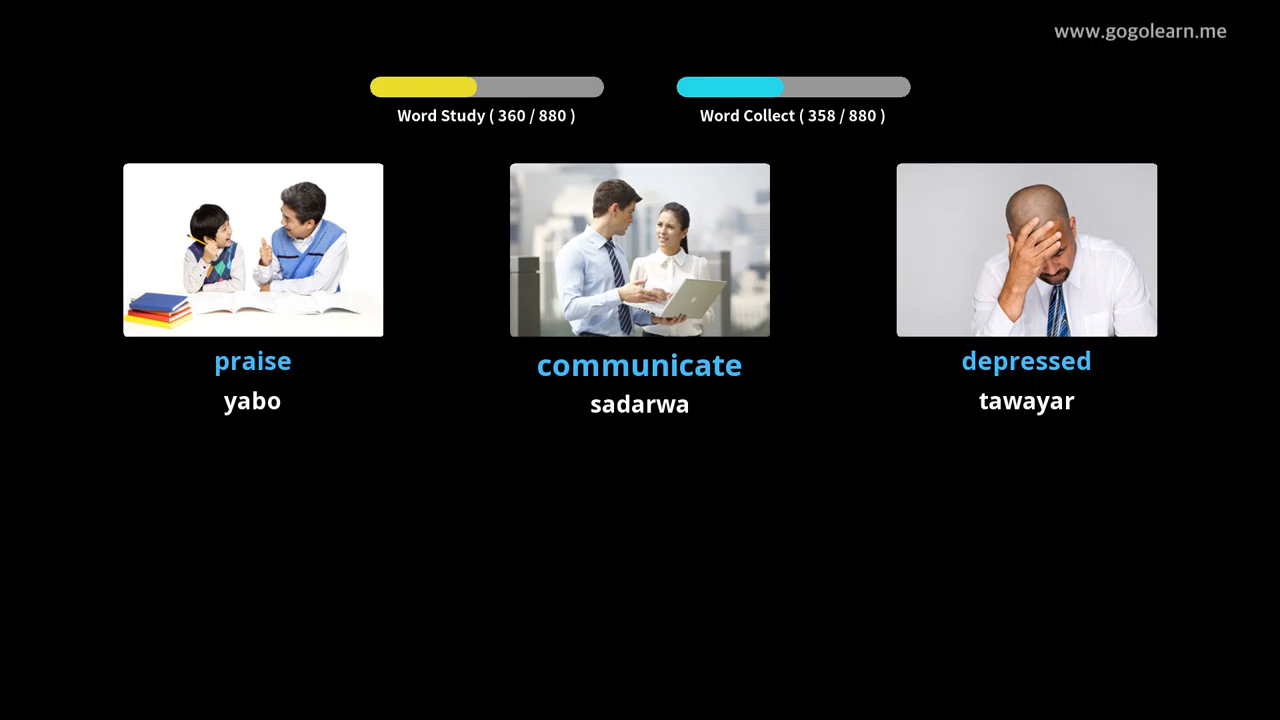 www.gogolearn.me
Word Study ( 360 / 880 )
Word Collect ( 358 / 880 )
praise
yabo
communicate
sadarwa
depressed
tawayar